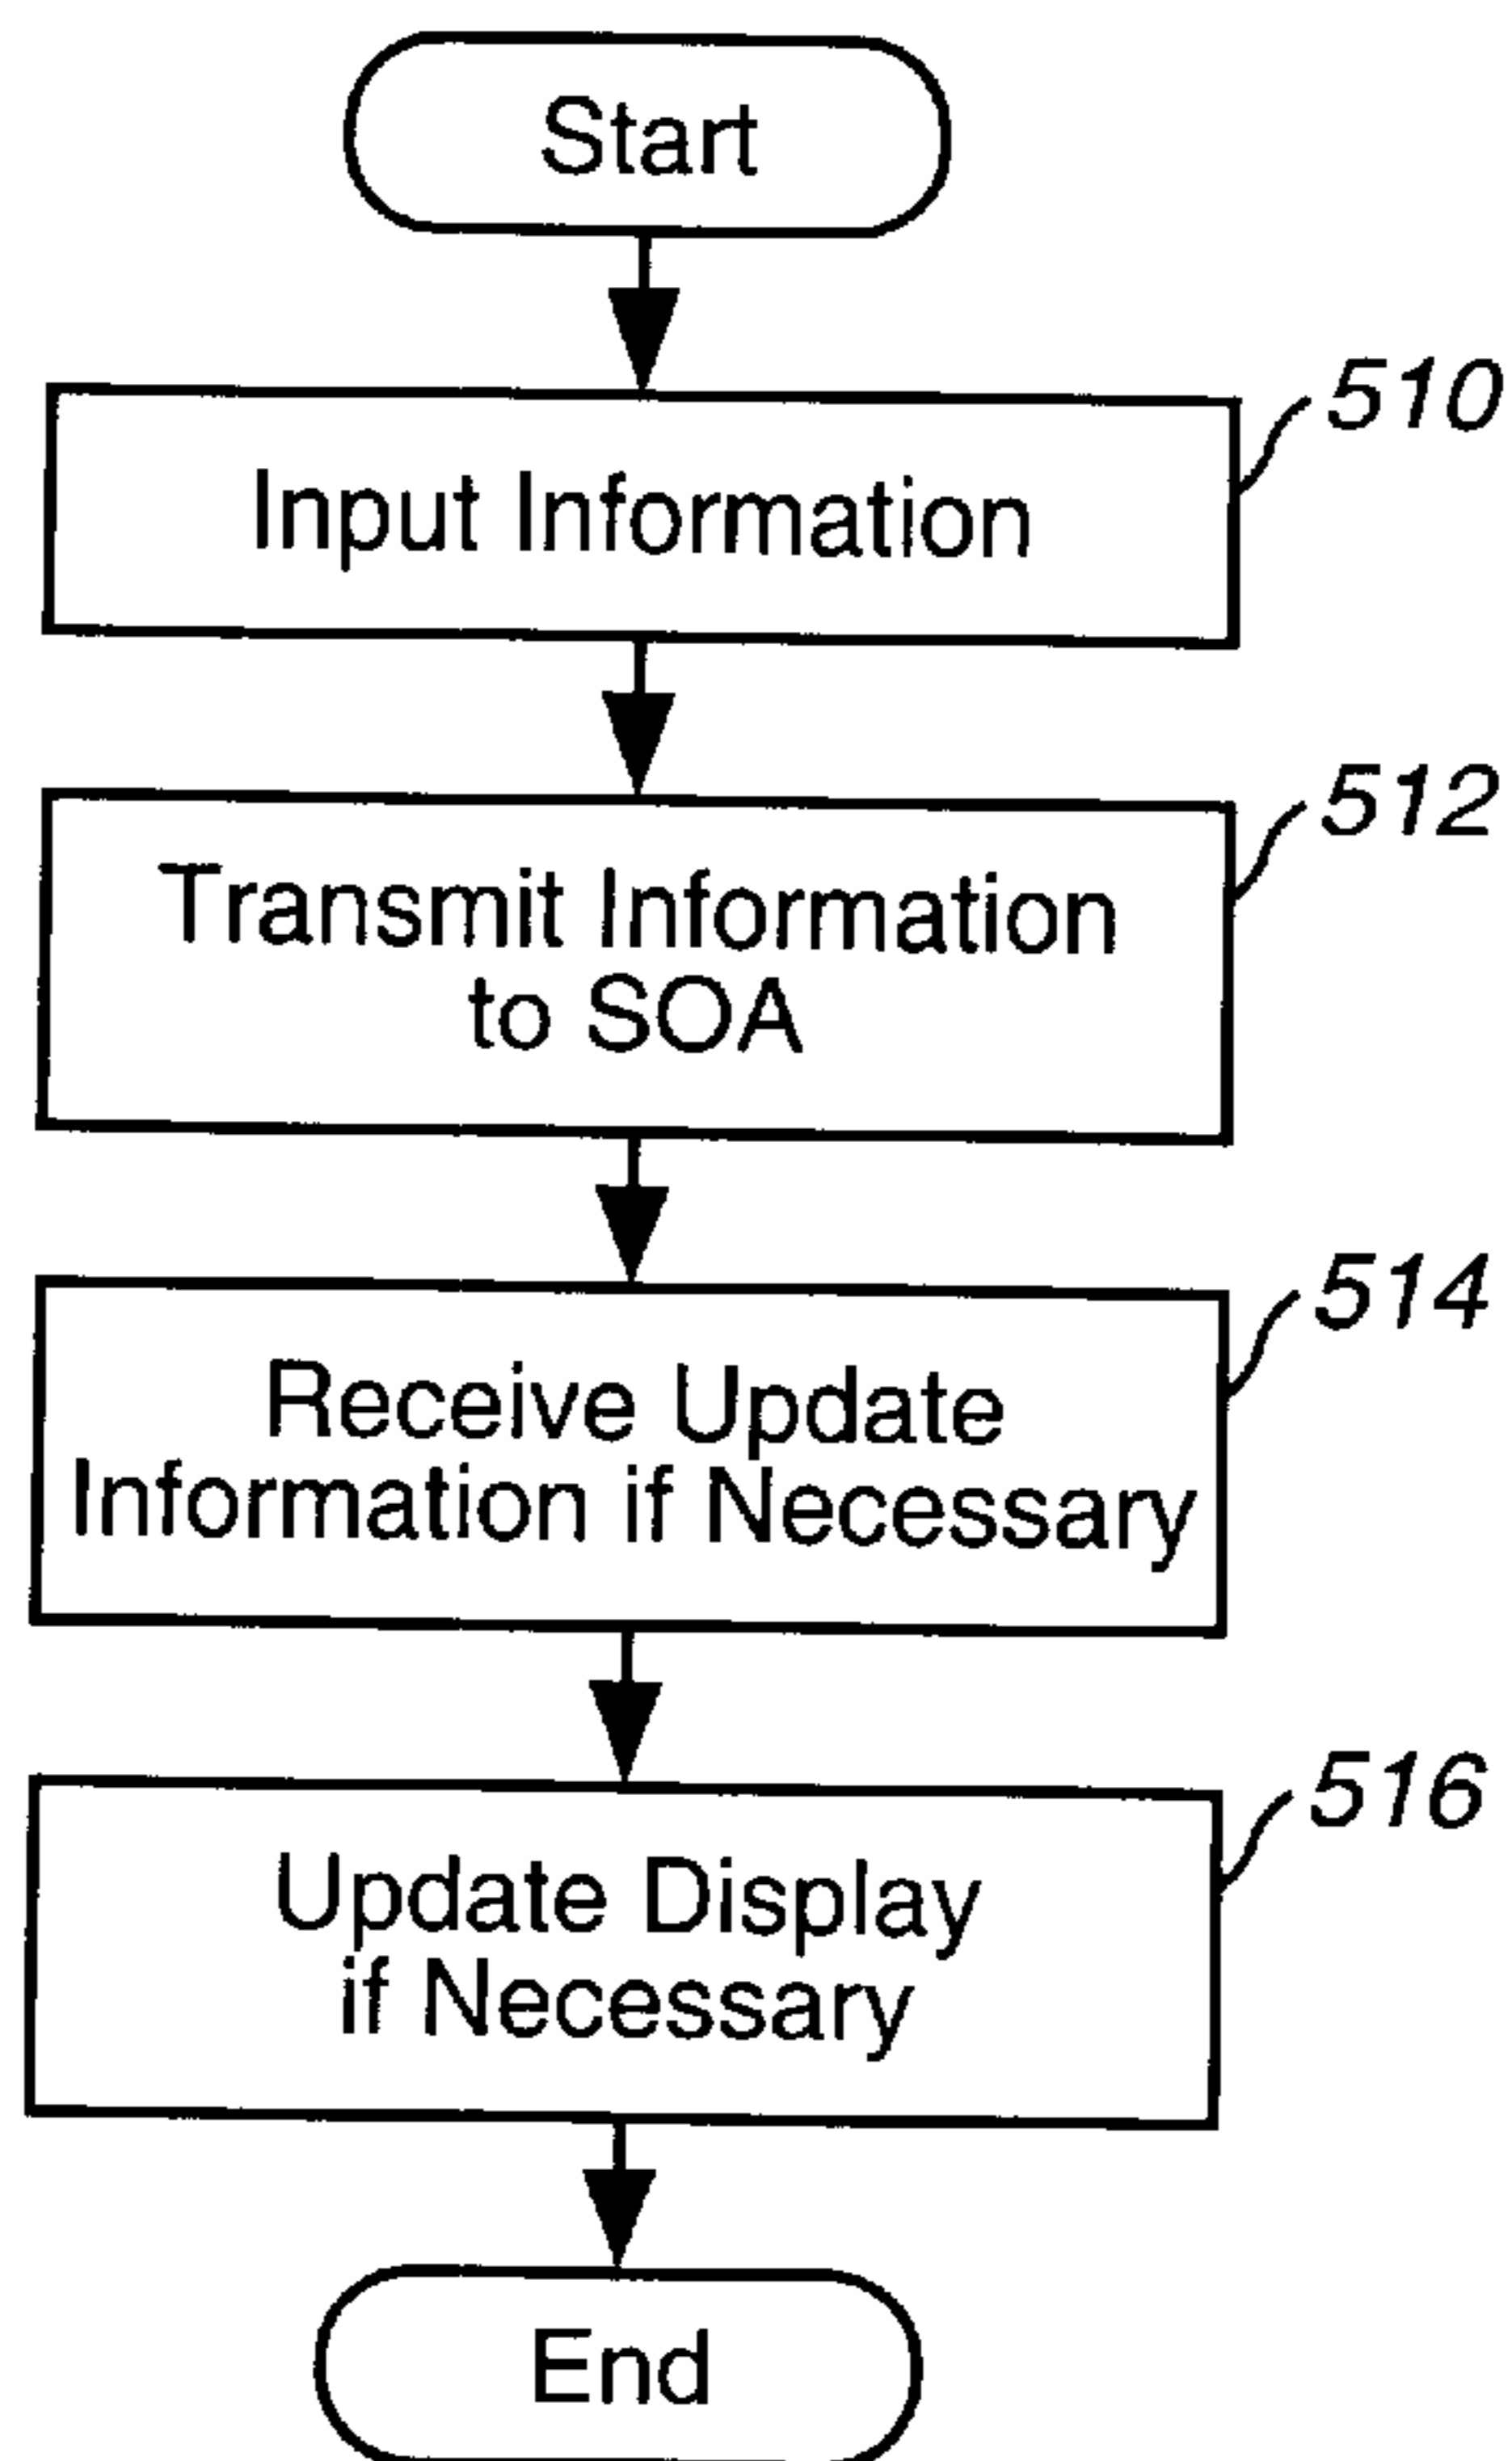 Start
510
Input Information
512
Transmit Information
to SOA
514
Receive Update
Information if Necessary
516
Update Display
if Necessary
End